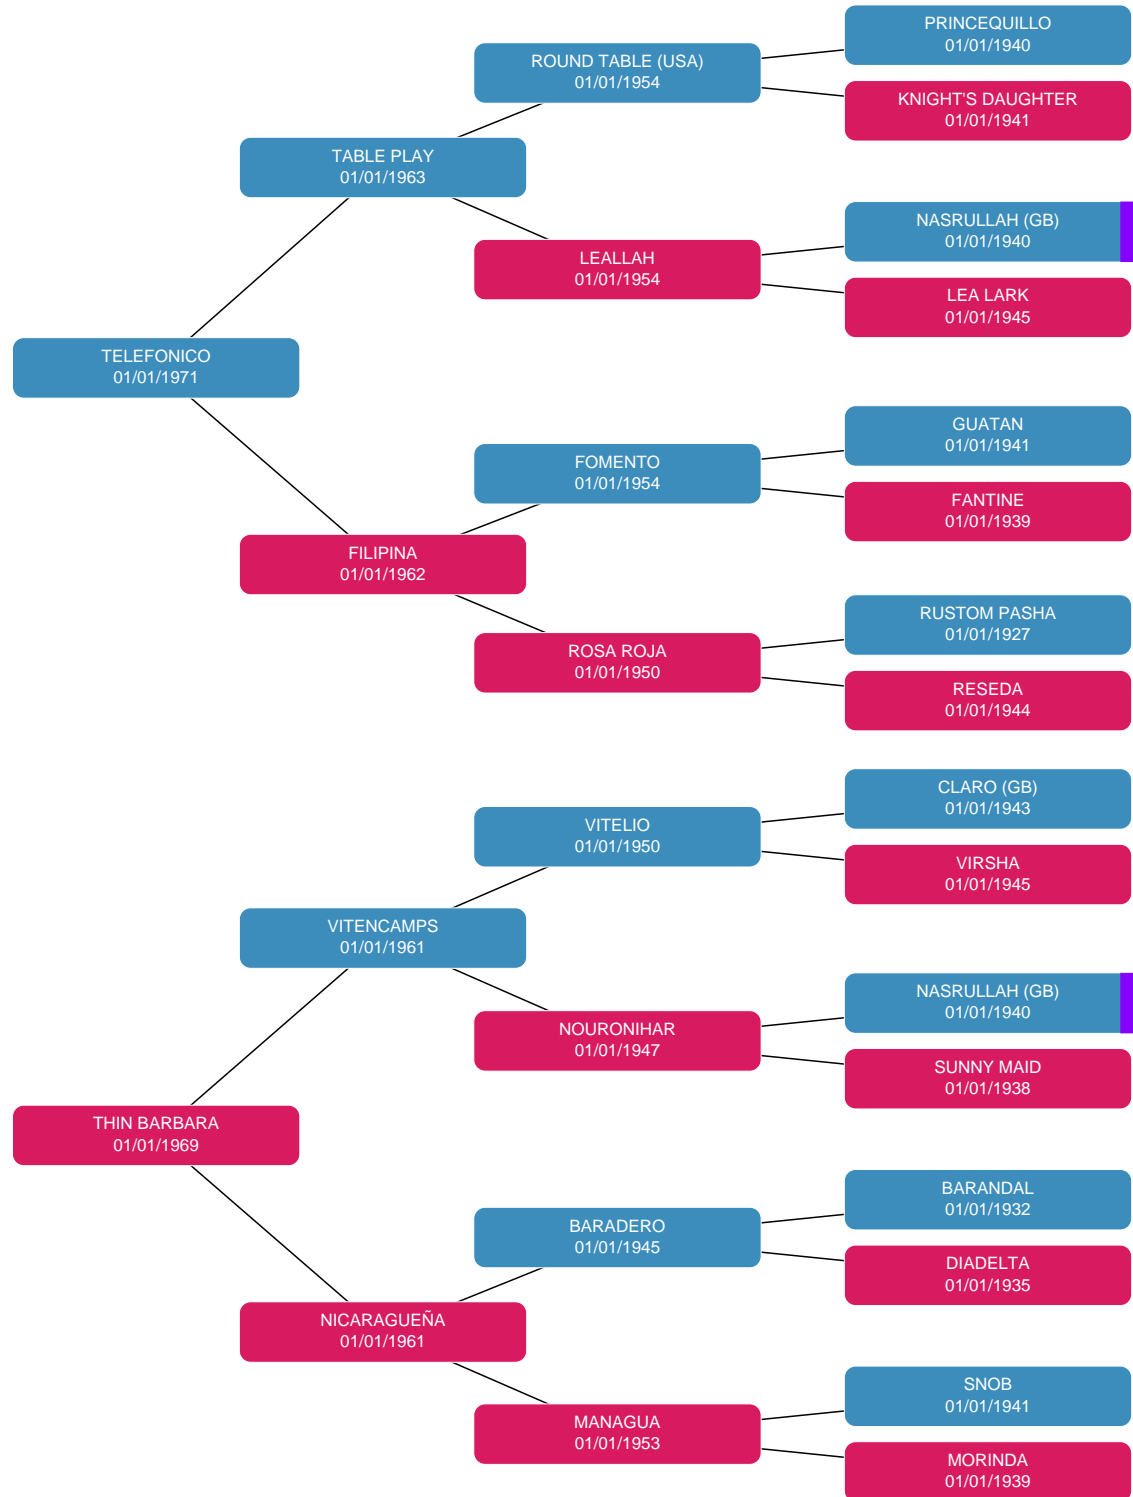 PRINCEQUILLO
01/01/1940
ROUND TABLE (USA)
01/01/1954
KNIGHT'S DAUGHTER
01/01/1941
TABLE PLAY
01/01/1963
NASRULLAH (GB)
01/01/1940
LEALLAH
01/01/1954
LEA LARK
01/01/1945
TELEFONICO
01/01/1971
GUATAN
01/01/1941
FOMENTO
01/01/1954
FANTINE
01/01/1939
FILIPINA
01/01/1962
RUSTOM PASHA
01/01/1927
ROSA ROJA
01/01/1950
RESEDA
01/01/1944
CLARO (GB)
01/01/1943
VITELIO
01/01/1950
VIRSHA
01/01/1945
VITENCAMPS
01/01/1961
NASRULLAH (GB)
01/01/1940
NOURONIHAR
01/01/1947
SUNNY MAID
01/01/1938
THIN BARBARA
01/01/1969
BARANDAL
01/01/1932
BARADERO
01/01/1945
DIADELTA
01/01/1935
NICARAGUEÑA
01/01/1961
SNOB
01/01/1941
MANAGUA
01/01/1953
MORINDA
01/01/1939